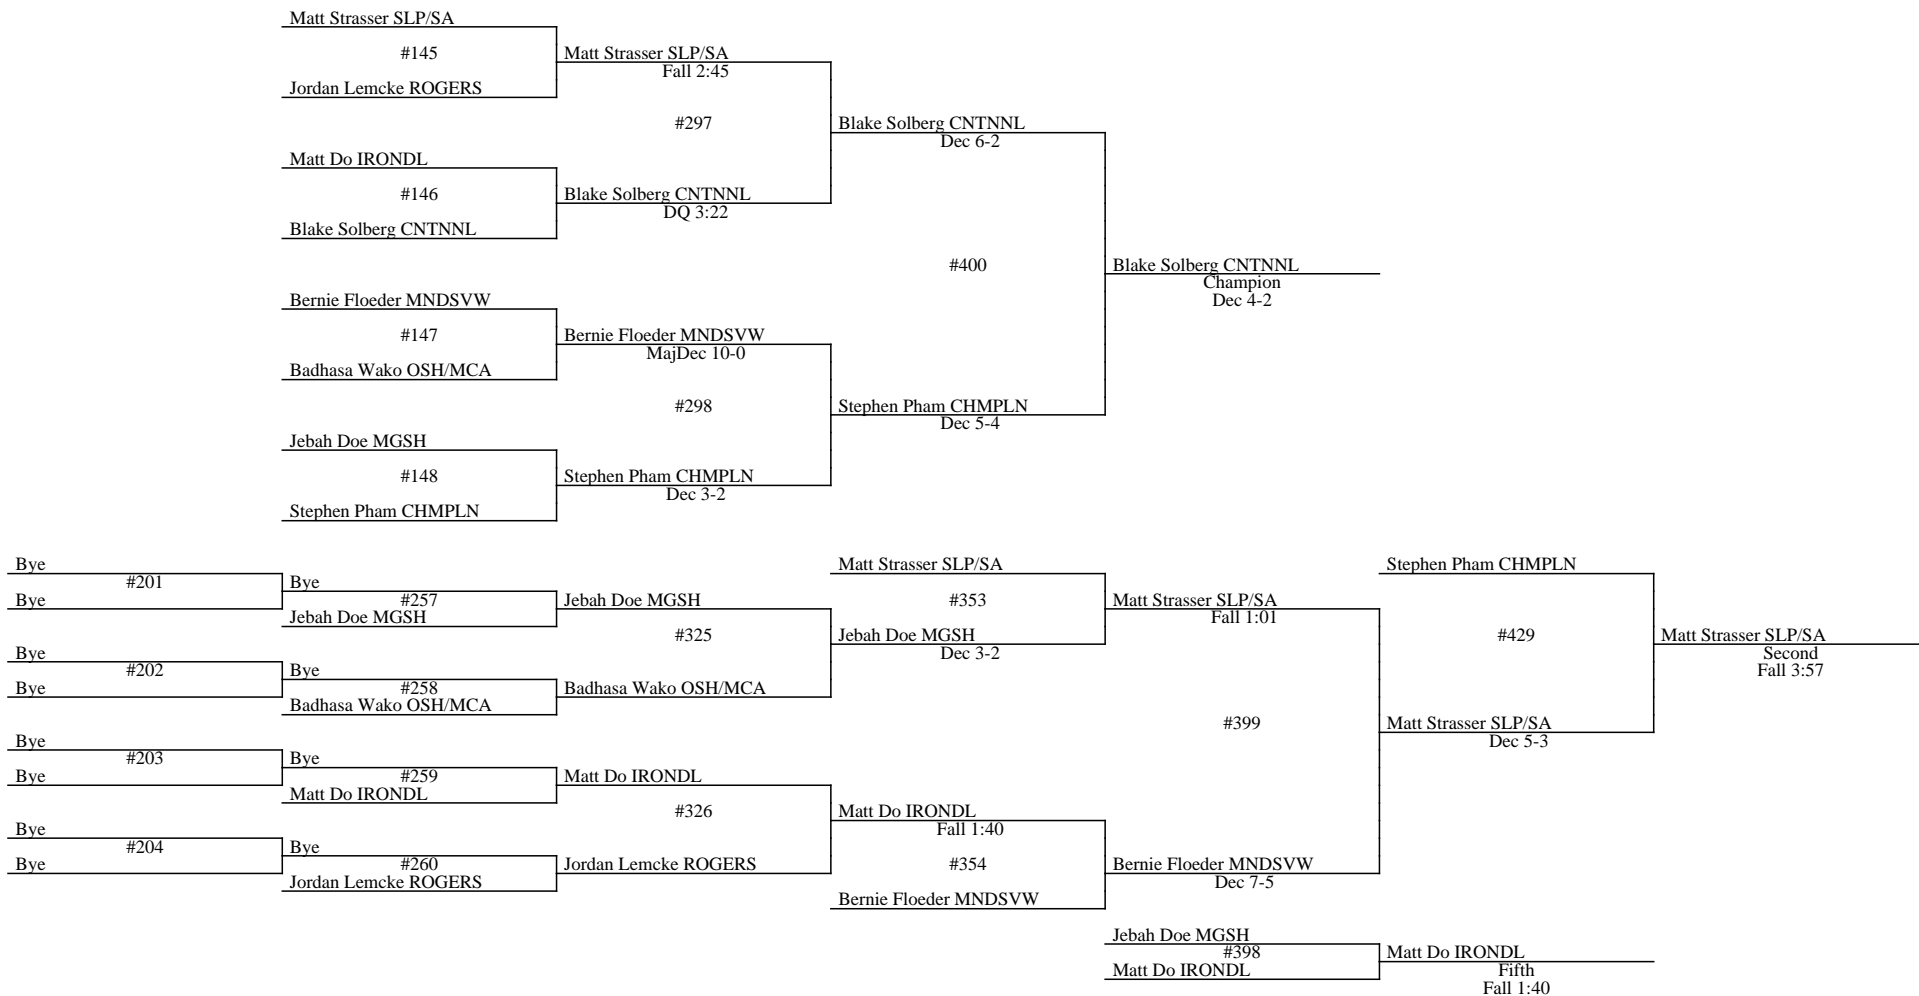 Matt Strasser SLP/SA
#145
Jordan Lemcke ROGERS
Matt Strasser SLP/SA
Fall 2:45
#297
Matt Do IRONDL
#146
Blake Solberg CNTNNL
Blake Solberg CNTNNL
DQ 3:22
Blake Solberg CNTNNL
Dec 6-2
#400
Blake Solberg CNTNNL
Champion
Dec 4-2
Bernie Floeder MNDSVW
#147
Badhasa Wako OSH/MCA
Bernie Floeder MNDSVW
MajDec 10-0
#298
Jebah Doe MGSH
#148
Stephen Pham CHMPLN
Stephen Pham CHMPLN
Dec 3-2
Stephen Pham CHMPLN
Dec 5-4
Bye
#201
Bye
Bye
#257
Jebah Doe MGSH
Jebah Doe MGSH
#325
Bye
#202
Bye
Bye
#258
Badhasa Wako OSH/MCA
Badhasa Wako OSH/MCA
Matt Strasser SLP/SA
#353
Jebah Doe MGSH
Dec 3-2
Matt Strasser SLP/SA
Fall 1:01
#399
Bye
#203
Bye
Bye
#259
Matt Do IRONDL
Matt Do IRONDL
#326
Bye
#204
Bye
Bye
#260
Jordan Lemcke ROGERS
Jordan Lemcke ROGERS
Matt Do IRONDL
Fall 1:40
#354
Bernie Floeder MNDSVW
Bernie Floeder MNDSVW
Dec 7-5
Stephen Pham CHMPLN
#429
Matt Strasser SLP/SA
Dec 5-3
Matt Strasser SLP/SA
Second
Fall 3:57
Jebah Doe MGSH
#398
Matt Do IRONDL
Matt Do IRONDL
Fifth
Fall 1:40